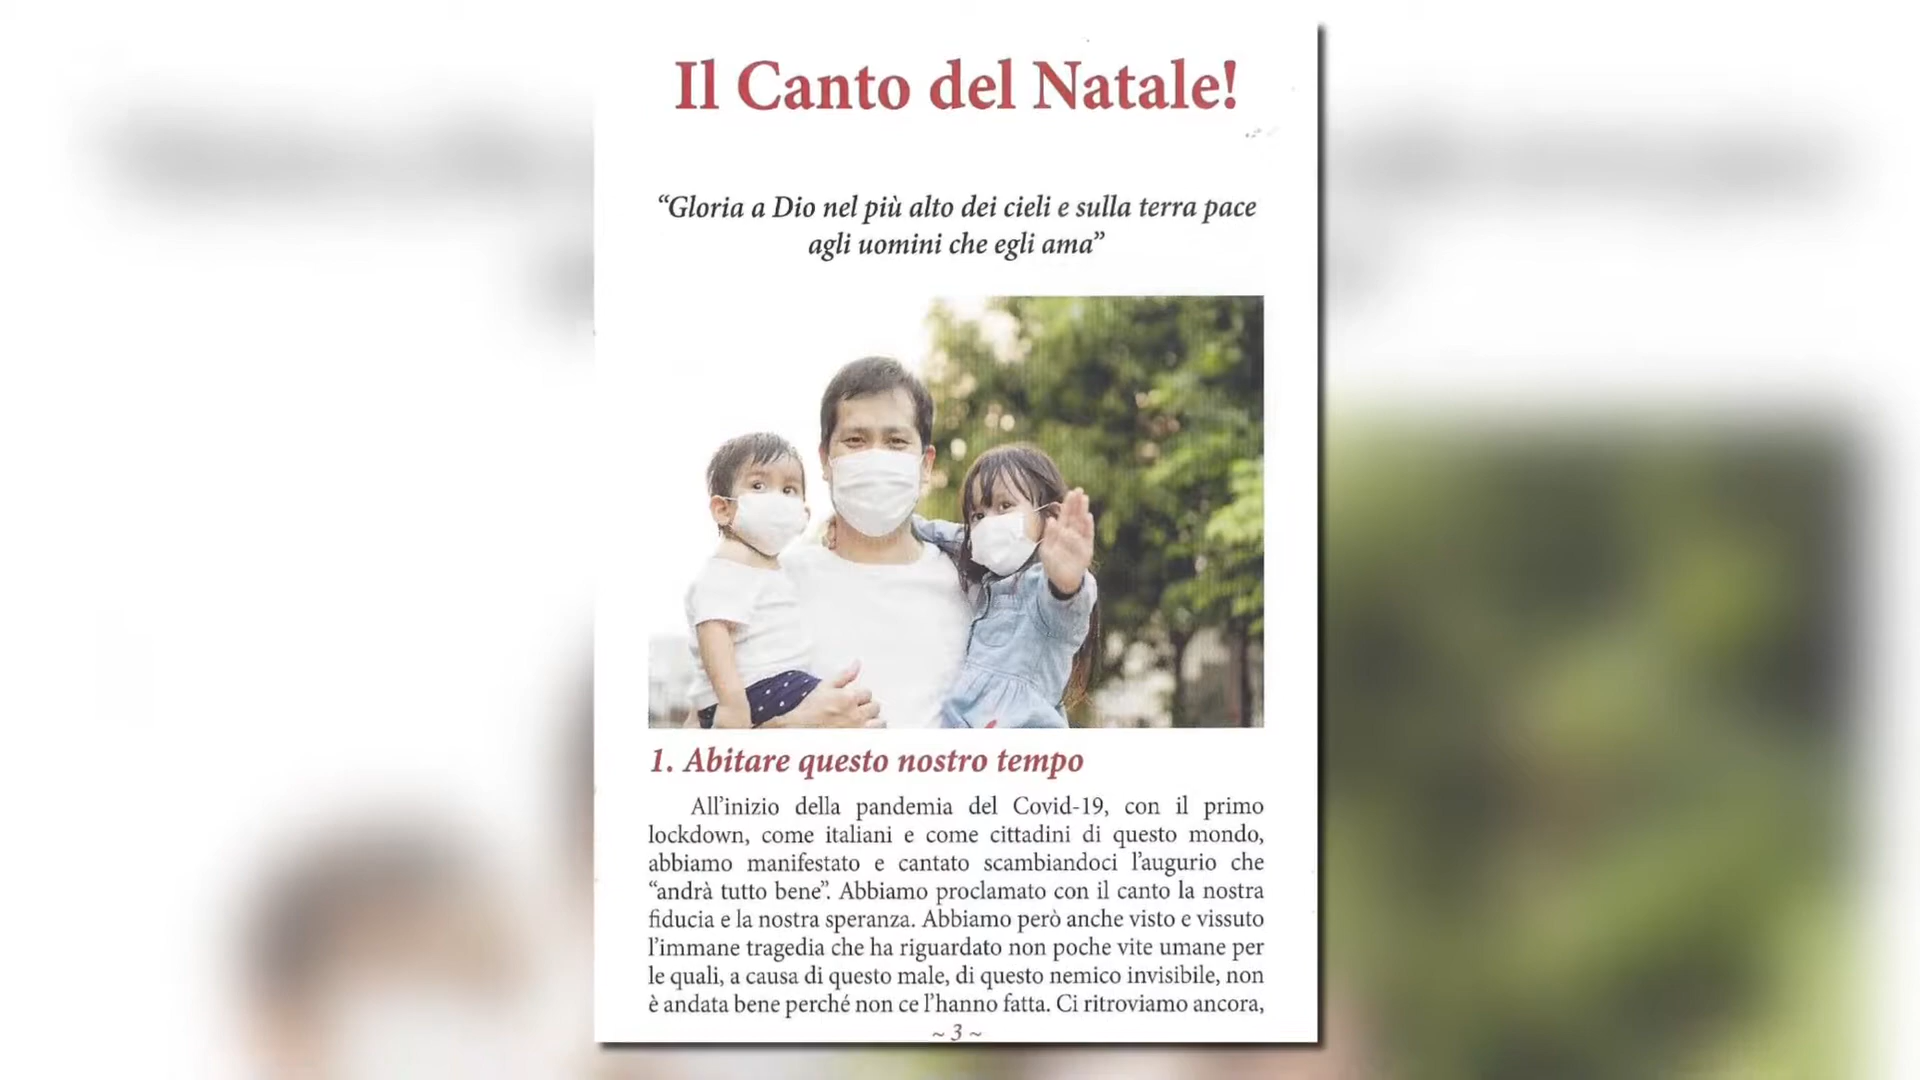 Il Canto del Natale!
“Gloria a Dio nel più alto dei cieli e sulla terra pace
agli uomini che egli ama”
1. Abitare questo nostro tempo
All’inizio della pandemia del Covid-19, con il primo
lockdown, come italiani e come cittadini di questo mondo,
abbiamo manifestato e cantato scambiandoci l’augurio che
“andrà tutto bene”. Abbiamo proclamato con il canto la nostra
fiducia e la nostra speranza. Abbiamo però anche visto e vissuto
l’immane tragedia che ha riguardato non poche vite umane per
le quali, a causa di questo male, di questo nemico invisibile, non
è andata bene perché non ce l’hanno fatta. Ci ritroviamo ancora,
~ 3 ~